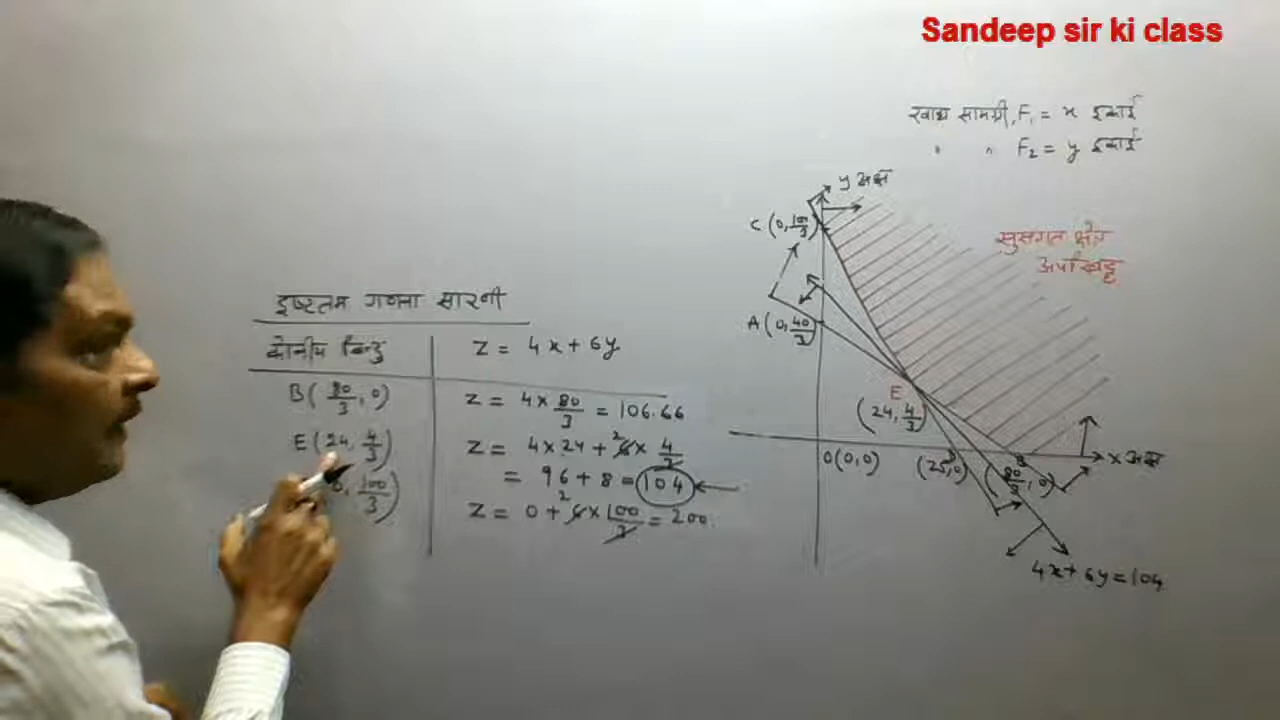 Sandeep sir ki class
खाद्य सामग्री, F₁ = x इकाई
" " F₂ = y इकाई
y अक्ष
C (0, 100/3)
सुसंगत क्षेत्र
अपरिबद्ध
A (0, 40/3)
E
(24, 4/3)
O(0,0)
(25,0)
B
(80/3, 0)
x अक्ष
4x + 6y = 104
इष्टतम गणना सारणी
कोनीय बिन्दु
Z = 4x + 6y
B( 80/3, 0)
Z = 4 × 80/3 = 106.66
E (24, 4/3)
Z = 4 × 24 + 6 × 4/3
= 96 + 8 = 104
, 100/3)
Z = 0 + 6 × 100/3 = 200